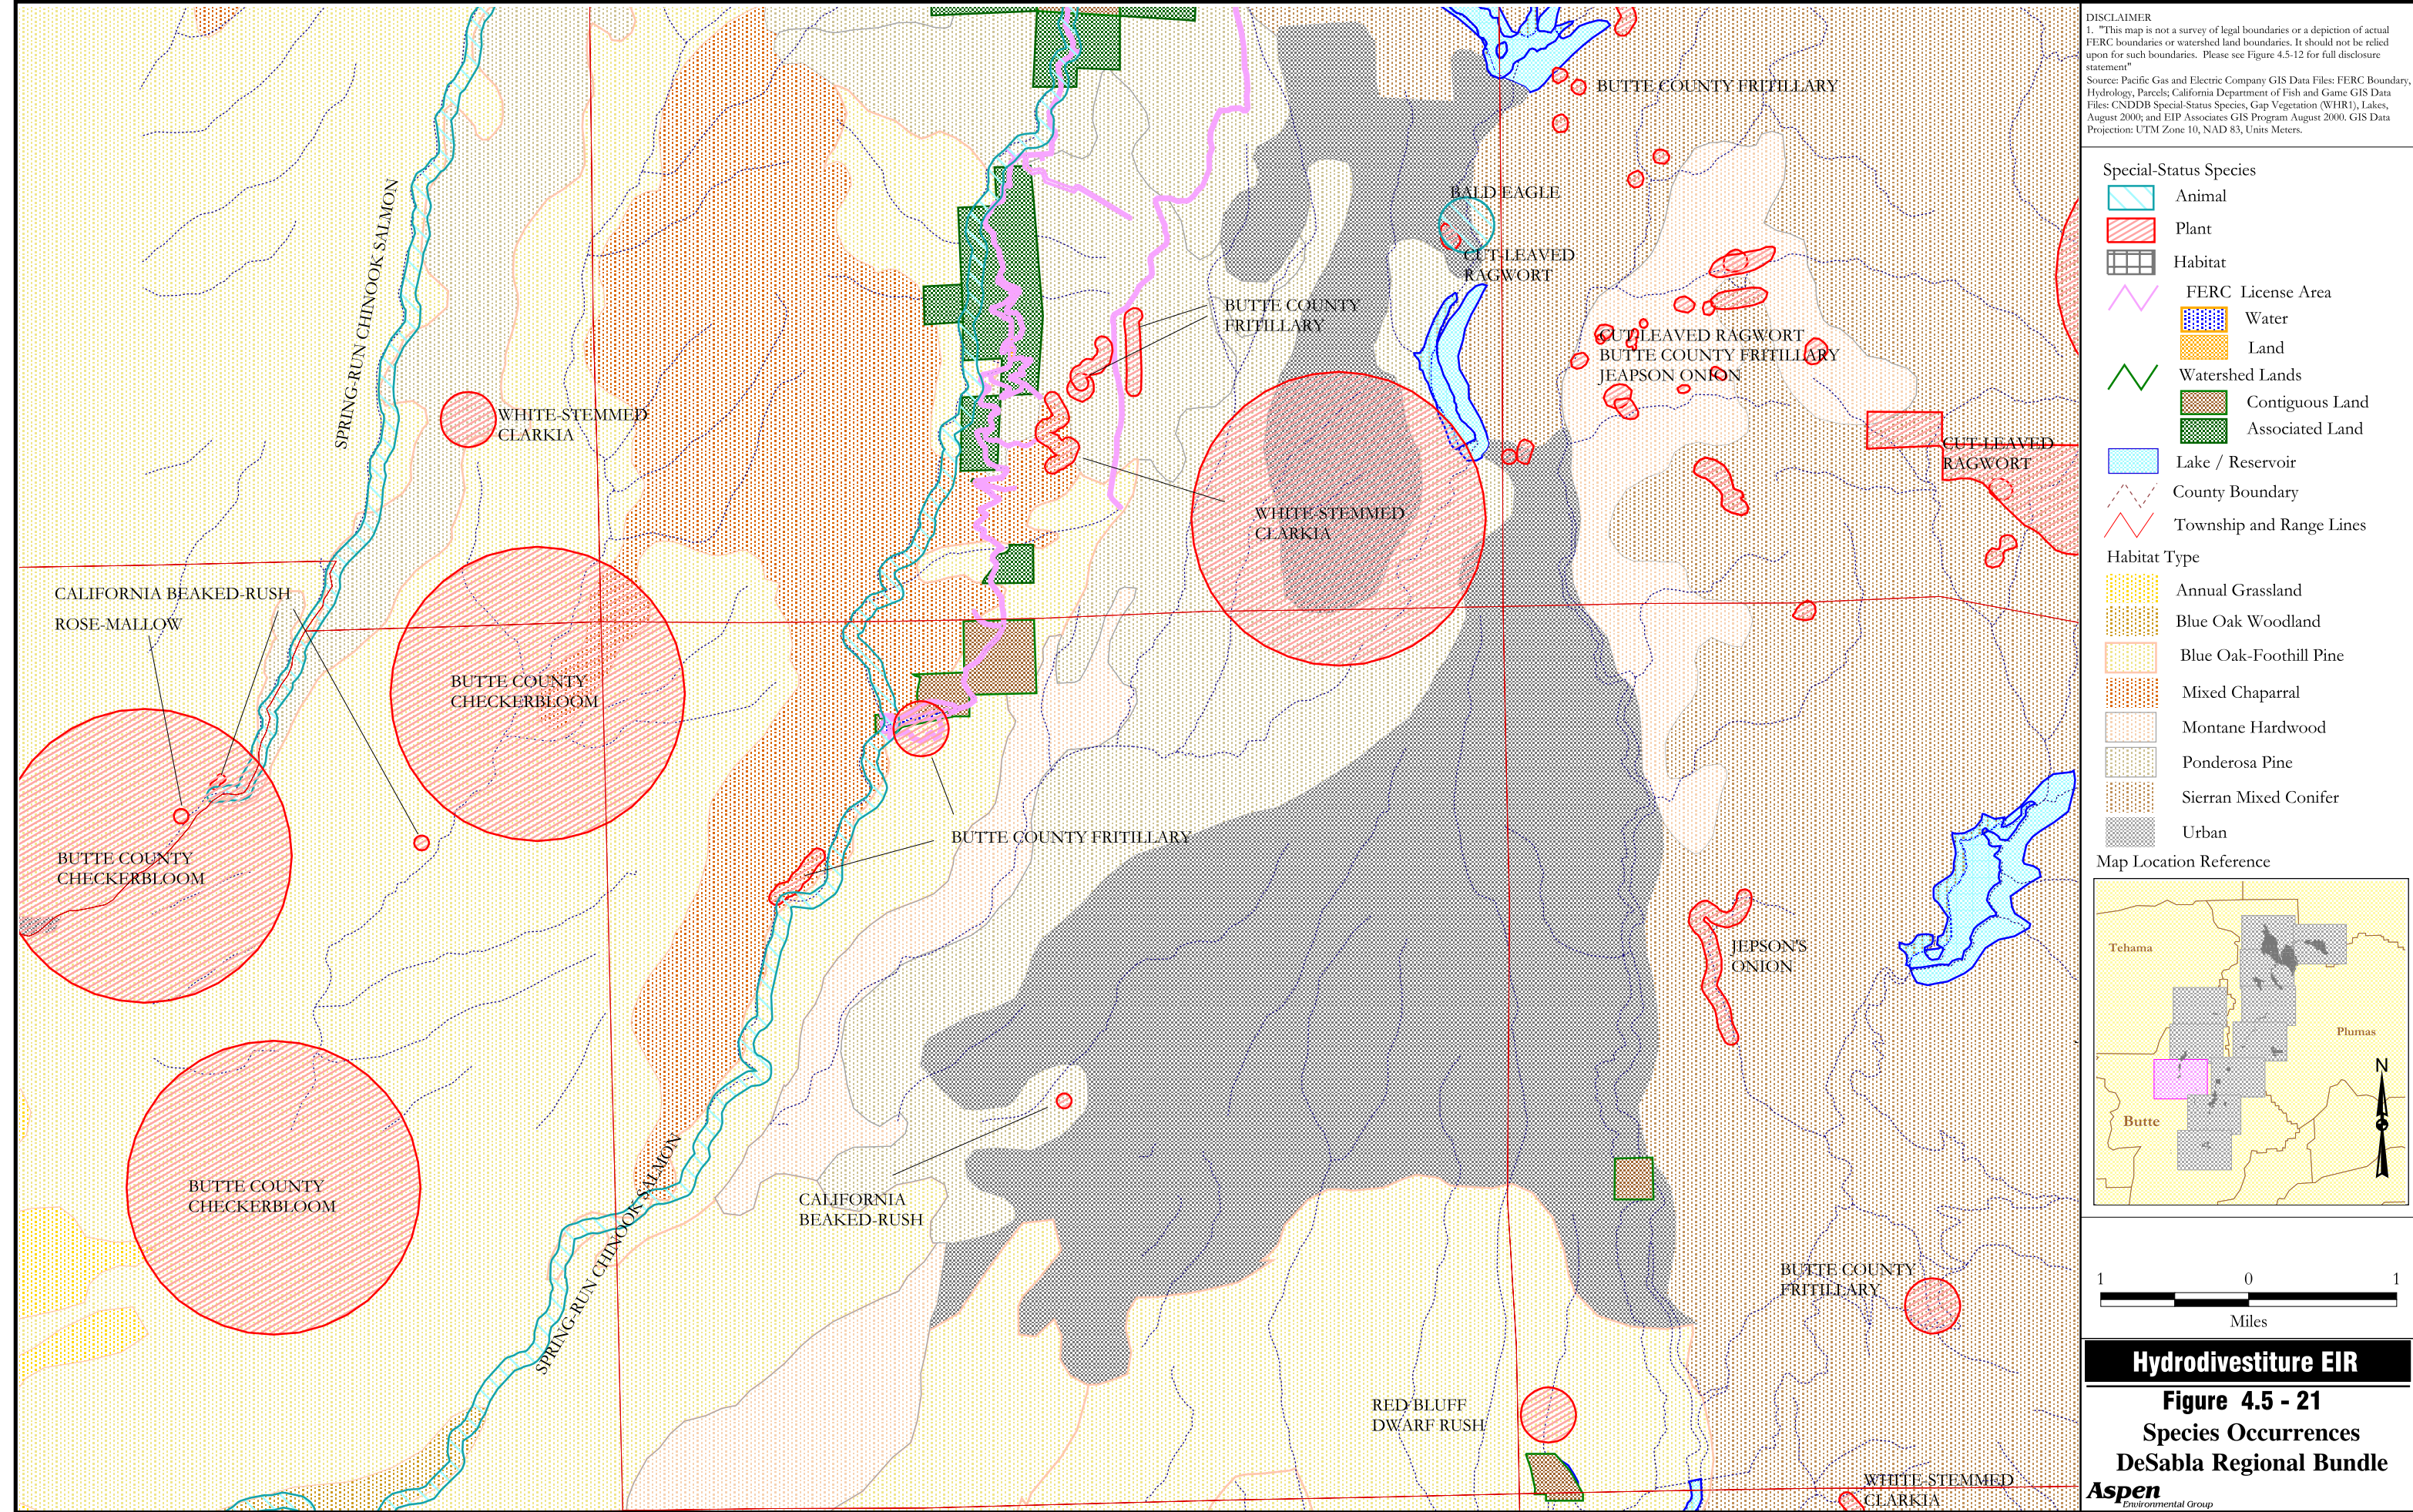 BUTTE COUNTY FRITILLARY
BALD EAGLE
CUT-LEAVED
RAGWORT
SPRING-RUN CHINOOK SALMON
BUTTE COUNTY
FRITILLARY
CUT-LEAVED RAGWORT
BUTTE COUNTY FRITILLARY
JEAPSON ONION
WHITE-STEMMED
CLARKIA
CUT-LEAVED
RAGWORT
WHITE-STEMMED
CLARKIA
CALIFORNIA BEAKED-RUSH
ROSE-MALLOW
BUTTE COUNTY
CHECKERBLOOM
BUTTE COUNTY FRITILLARY
BUTTE COUNTY
CHECKERBLOOM
JEPSON'S
ONION
BUTTE COUNTY
CHECKERBLOOM
CALIFORNIA
BEAKED-RUSH
SPRING-RUN CHINOOK SALMON
BUTTE COUNTY
FRITILLARY
RED BLUFF
DWARF RUSH
WHITE-STEMMED
CLARKIA
DISCLAIMER
1. "This map is not a survey of legal boundaries or a depiction of actual
FERC boundaries or watershed land boundaries. It should not be relied
upon for such boundaries. Please see Figure 4.5-12 for full disclosure
statement"
Source: Pacific Gas and Electric Company GIS Data Files: FERC Boundary,
Hydrology, Parcels; California Department of Fish and Game GIS Data
Files: CNDDB Special-Status Species, Gap Vegetation (WHR1), Lakes,
August 2000; and EIP Associates GIS Program August 2000. GIS Data
Projection: UTM Zone 10, NAD 83, Units Meters.
Special-Status Species
Animal
Plant
Habitat
FERC License Area
Water
Land
Watershed Lands
Contiguous Land
Associated Land
Lake / Reservoir
County Boundary
Township and Range Lines
Habitat Type
Annual Grassland
Blue Oak Woodland
Blue Oak-Foothill Pine
Mixed Chaparral
Montane Hardwood
Ponderosa Pine
Sierran Mixed Conifer
Urban
Map Location Reference
Tehama
Plumas
Butte
N
1 0 1
Miles
Hydrodivestiture EIR
Figure 4.5 - 21
Species Occurrences
DeSabla Regional Bundle
Aspen
Environmental Group